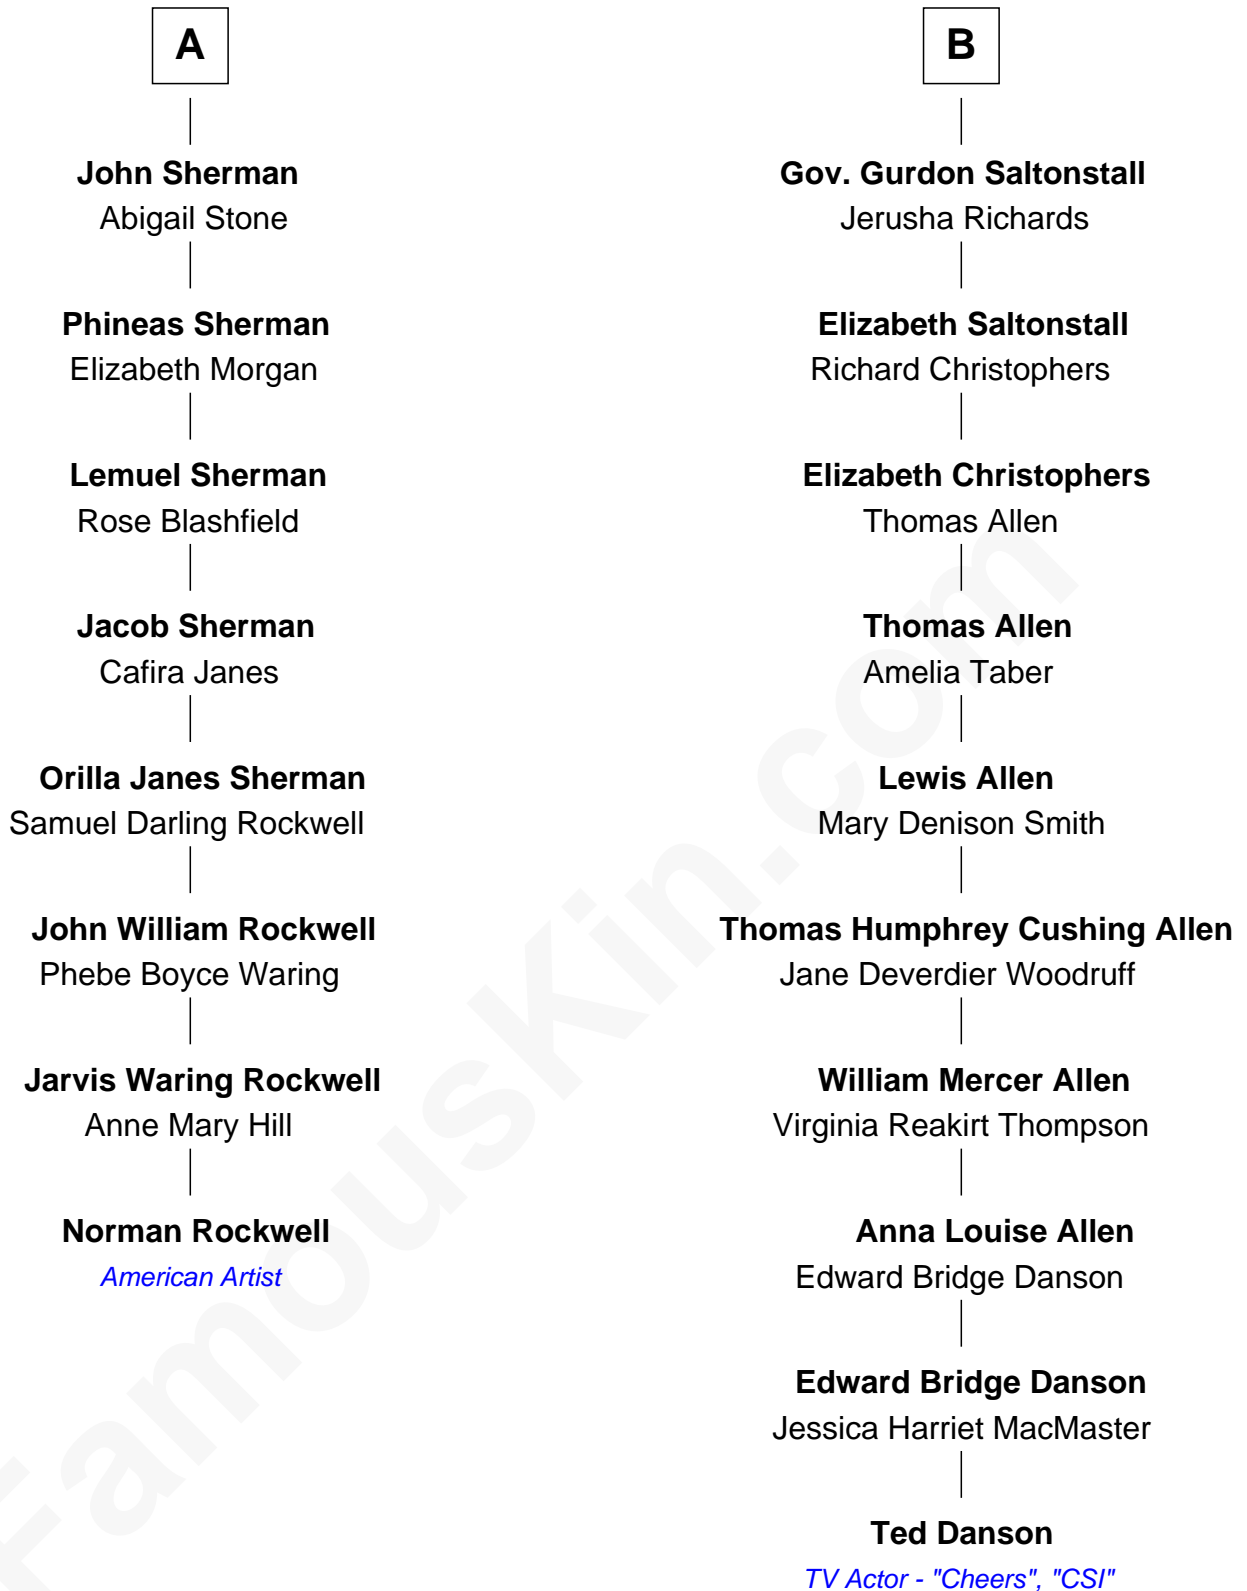 A
John Sherman
Abigail Stone
Phineas Sherman
Elizabeth Morgan
Lemuel Sherman
Rose Blashfield
Jacob Sherman
Cafira Janes
Orilla Janes Sherman
Samuel Darling Rockwell
John William Rockwell
Phebe Boyce Waring
Jarvis Waring Rockwell
Anne Mary Hill
Norman Rockwell
American Artist
B
Gov. Gurdon Saltonstall
Jerusha Richards
Elizabeth Saltonstall
Richard Christophers
Elizabeth Christophers
Thomas Allen
Thomas Allen
Amelia Taber
Lewis Allen
Mary Denison Smith
Thomas Humphrey Cushing Allen
Jane Deverdier Woodruff
William Mercer Allen
Virginia Reakirt Thompson
Anna Louise Allen
Edward Bridge Danson
Edward Bridge Danson
Jessica Harriet MacMaster
Ted Danson
TV Actor - "Cheers", "CSI"
FamousKin.com